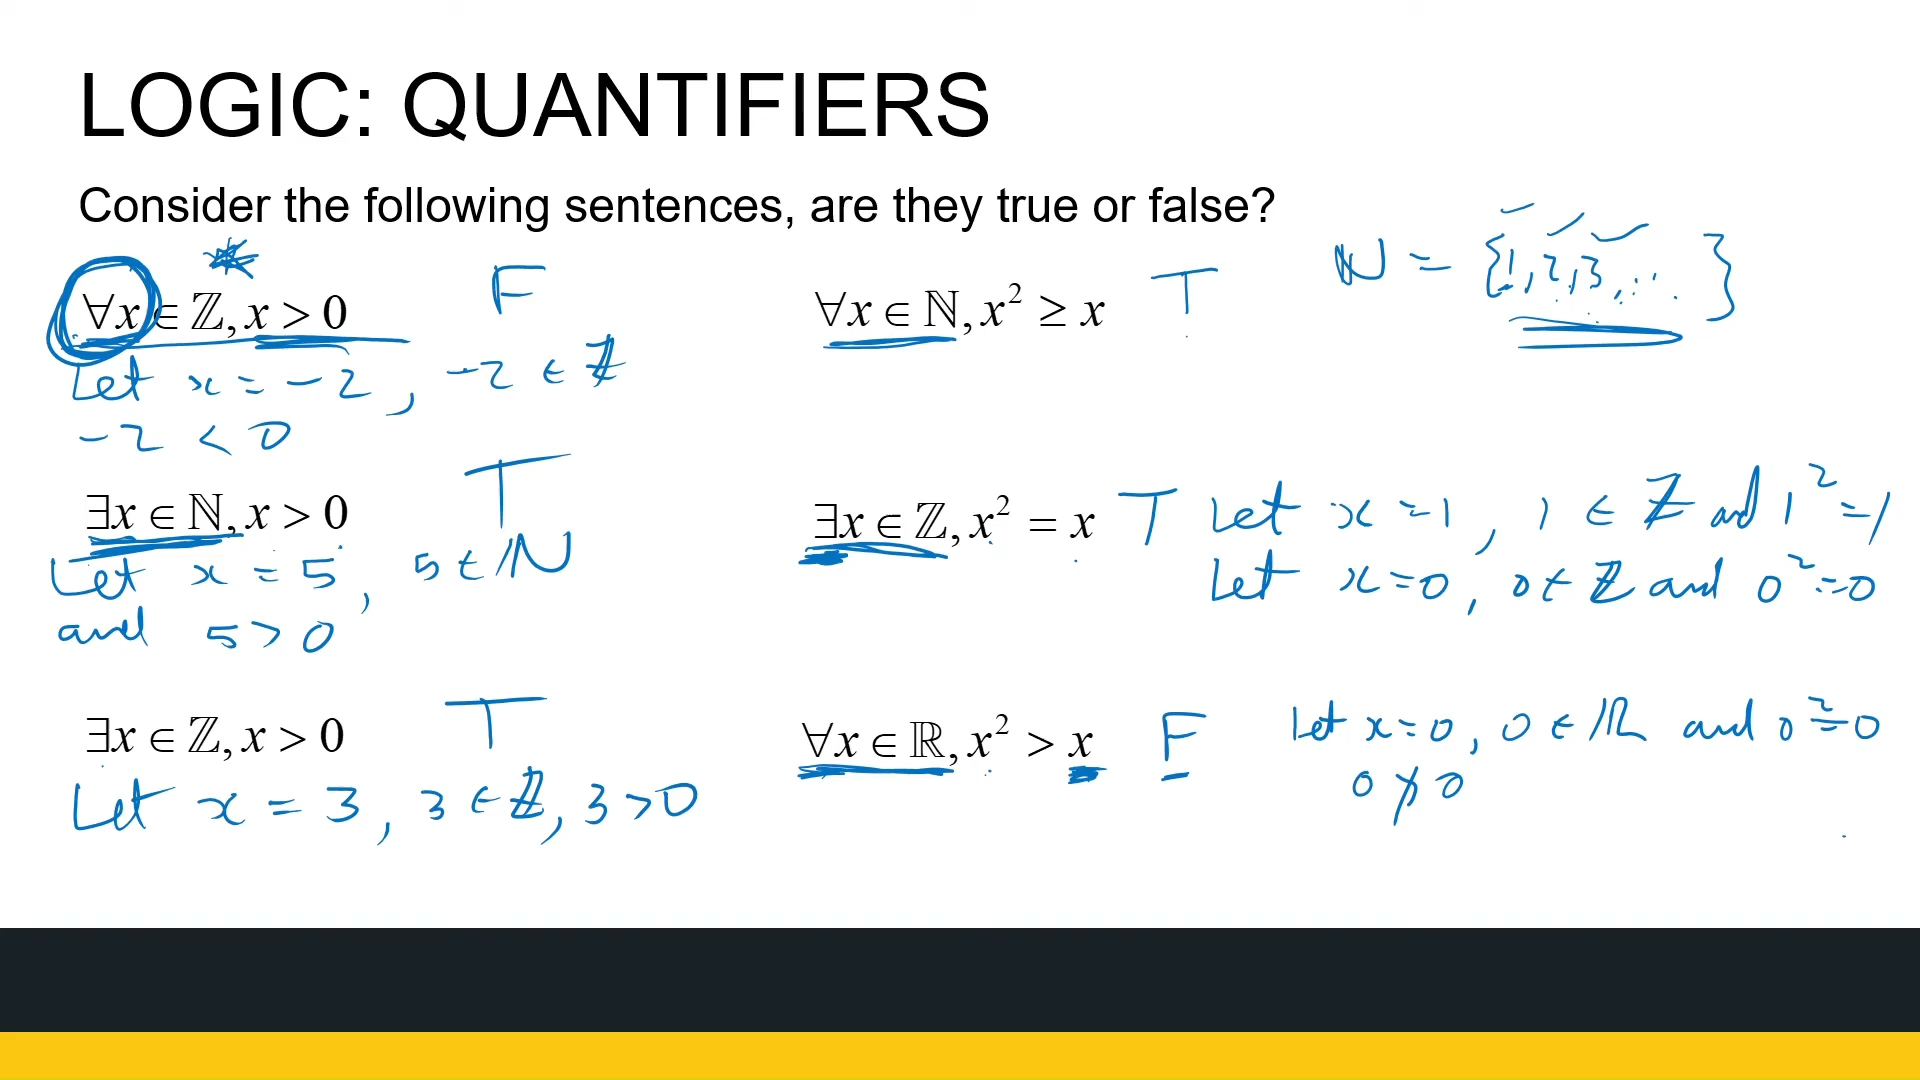 LOGIC: QUANTIFIERS
Consider the following sentences, are they true or false?
∀x ∈ ℤ, x > 0 F
Let x = -2, -2 ∈ ℤ
-2 < 0
∃x ∈ ℕ, x > 0 T
Let x = 5, 5 ∈ ℕ
and 5 > 0
∃x ∈ ℤ, x > 0 T
Let x = 3, 3 ∈ ℤ, 3 > 0
∀x ∈ ℕ, x² ≥ x T
ℕ = {1, 2, 3, ... }
∃x ∈ ℤ, x² = x T Let x = 1, 1 ∈ ℤ and 1² = 1
Let x = 0, 0 ∈ ℤ and 0² = 0
∀x ∈ ℝ, x² > x F Let x = 0, 0 ∈ ℝ and 0² = 0
0 ≯ 0